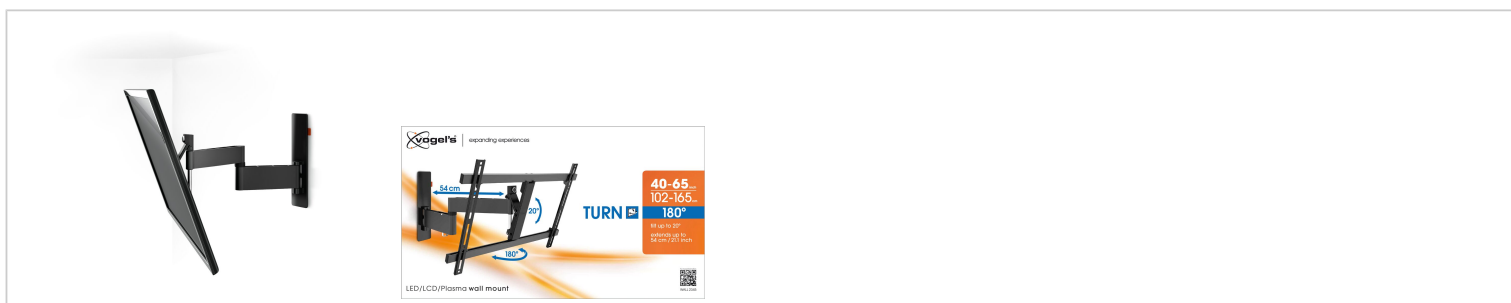 vogel's | expanding experiences
54 cm
20°
180°
TURN
40-65 inch
102-165 cm
180°
tilt up to 20°
extends up to
54 cm / 21.1 inch
LED/LCD/Plasma wall mount